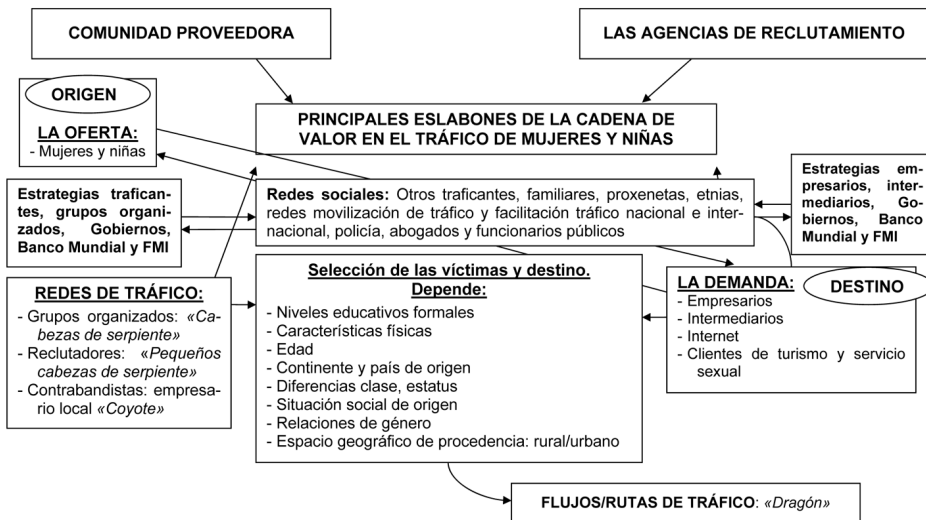 COMUNIDAD PROVEEDORA
LAS AGENCIAS DE RECLUTAMIENTO
ORIGEN
LA OFERTA:
- Mujeres y niñas
PRINCIPALES ESLABONES DE LA CADENA DE
VALOR EN EL TRÁFICO DE MUJERES Y NIÑAS
Estrategias trafican-
tes, grupos organi-
zados, Gobiernos,
Banco Mundial y FMI
Redes sociales: Otros traficantes, familiares, proxenetas, etnias,
redes movilización de tráfico y facilitación tráfico nacional e inter-
nacional, policía, abogados y funcionarios públicos
Estrategias em-
presarios, inter-
mediarios, Go-
biernos, Banco
Mundial y FMI
REDES DE TRÁFICO:
- Grupos organizados: «Ca-
bezas de serpiente»
- Reclutadores: «Pequeños
cabezas de serpiente»
- Contrabandistas: empresa-
rio local «Coyote»
Selección de las víctimas y destino.
Depende:
- Niveles educativos formales
- Características físicas
- Edad
- Continente y país de origen
- Diferencias clase, estatus
- Situación social de origen
- Relaciones de género
- Espacio geográfico de procedencia: rural/urbano
LA DEMANDA:
DESTINO
- Empresarios
- Intermediarios
- Internet
- Clientes de turismo y servicio
sexual
FLUJOS/RUTAS DE TRÁFICO: «Dragón»